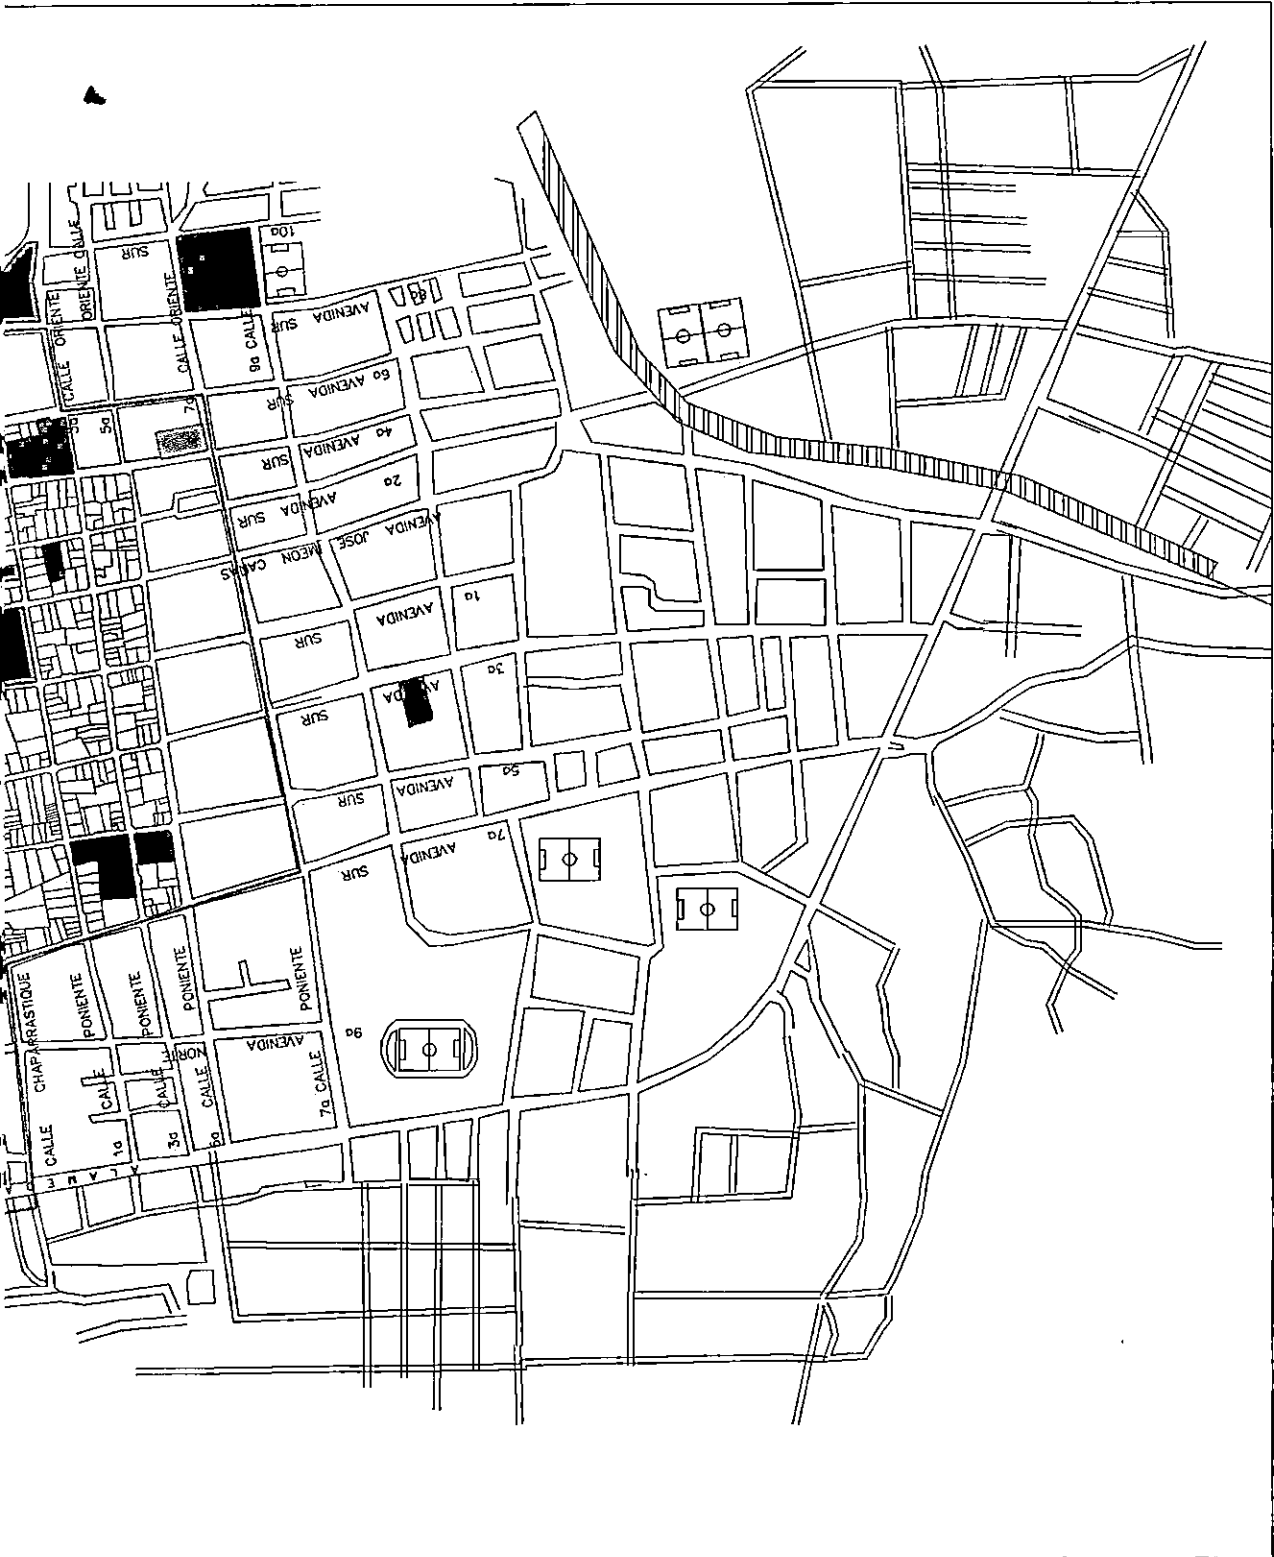 10a
SUR
CALLE
ORIENTE
CALLE ORIENTE
CALLE ORIENTE
9a CALLE
AVENIDA SUR
8a
6a AVENIDA SUR
7a
5a
3a
4a AVENIDA SUR
2a AVENIDA SUR
AVENIDA JOSE SIMEON CAÑAS
1a AVENIDA SUR
3a AVENIDA SUR
5a AVENIDA SUR
7a AVENIDA SUR
9a AVENIDA NORTE
CALLE CHAPARRASTIQUE
1a CALLE PONIENTE
3a CALLE PONIENTE
5a CALLE PONIENTE
7a CALLE PONIENTE